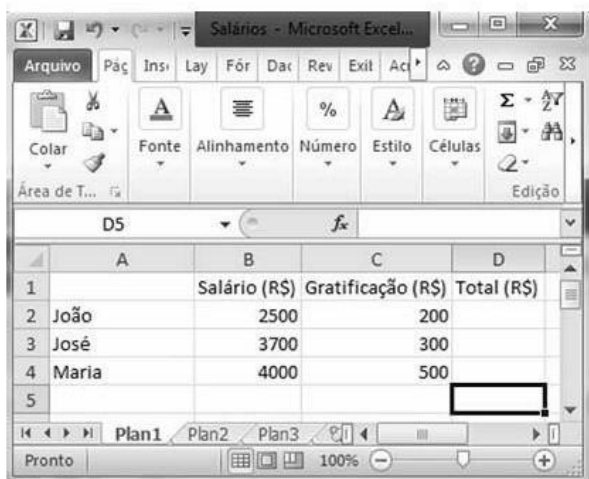 Salários - Microsoft Excel...
Arquivo Pág Inse Lay Fór Dad Rev Exit
Colar Fonte Alinhamento Número Estilo Células
Área de T... Edição
D5 fx
A B C D
1 Salário (R$) Gratificação (R$) Total (R$)
2 João 2500 200
3 José 3700 300
4 Maria 4000 500
5
Plan1 Plan2 Plan3
Pronto 100%